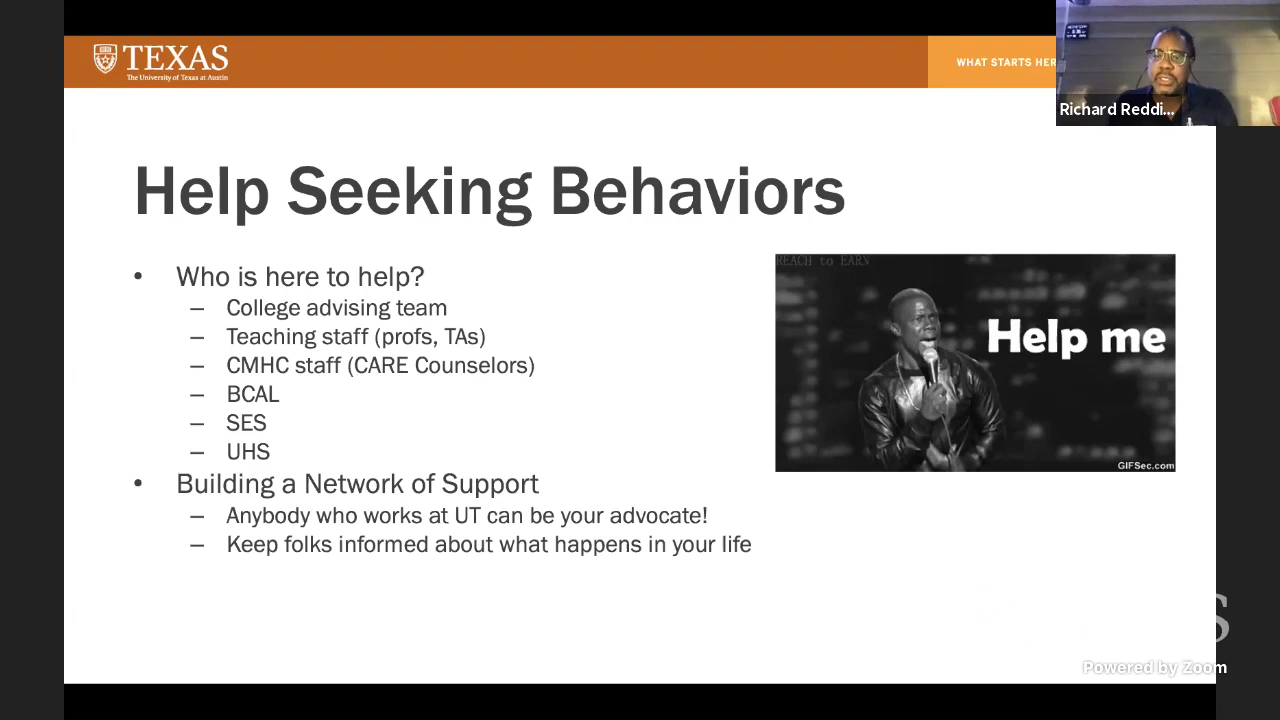 TEXAS
The University of Texas at Austin
WHAT STARTS HER
Richard Reddi...
Help Seeking Behaviors
• Who is here to help?
– College advising team
– Teaching staff (profs, TAs)
– CMHC staff (CARE Counselors)
– BCAL
– SES
– UHS
• Building a Network of Support
– Anybody who works at UT can be your advocate!
– Keep folks informed about what happens in your life
REACH to EARN
Help me
GIFSec.com
S
Powered by Zoom